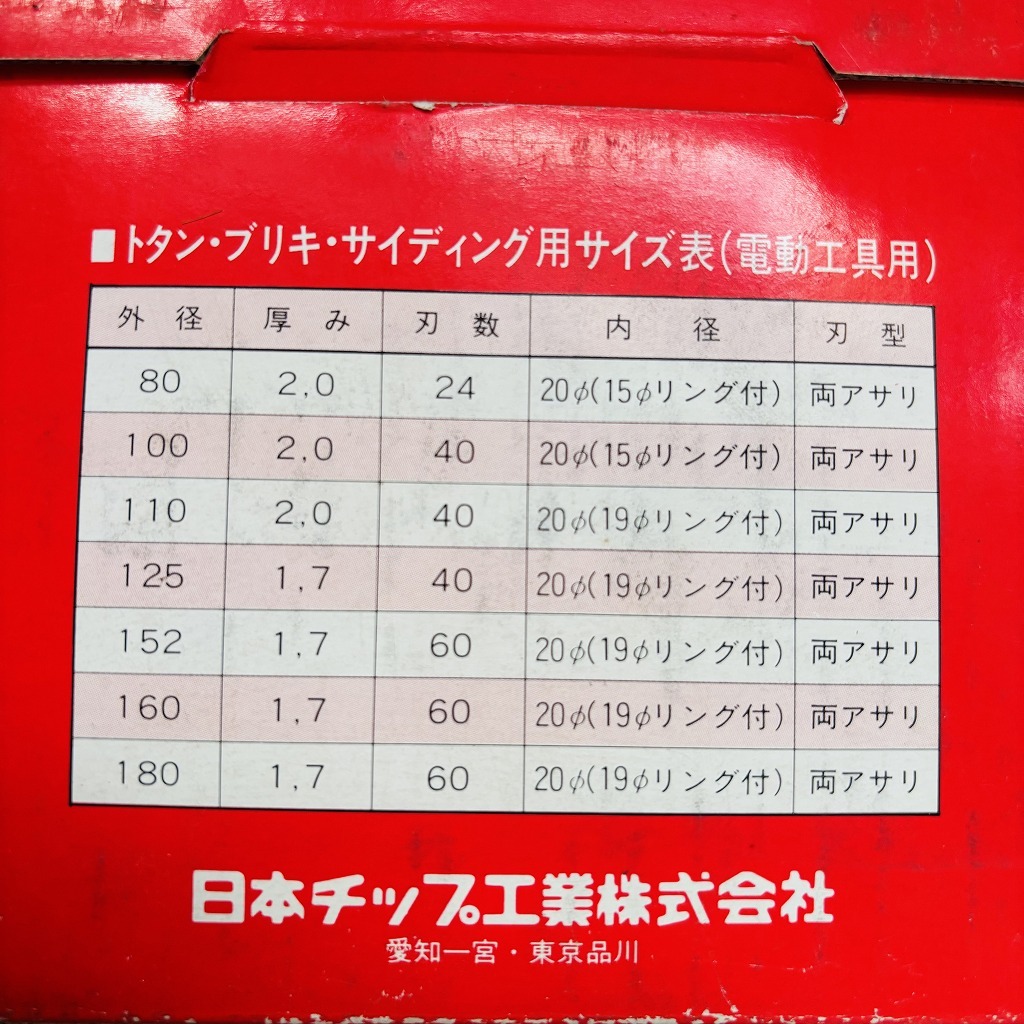 ■トタン・ブリキ・サイディング用サイズ表(電動工具用)
外径 厚み 刃数 内径 刃型
80 2,0 24 20φ(15φリング付) 両アサリ
100 2,0 40 20φ(15φリング付) 両アサリ
110 2,0 40 20φ(19φリング付) 両アサリ
125 1,7 40 20φ(19φリング付) 両アサリ
152 1,7 60 20φ(19φリング付) 両アサリ
160 1,7 60 20φ(19φリング付) 両アサリ
180 1,7 60 20φ(19φリング付) 両アサリ
日本チップ工業株式会社
愛知一宮・東京品川